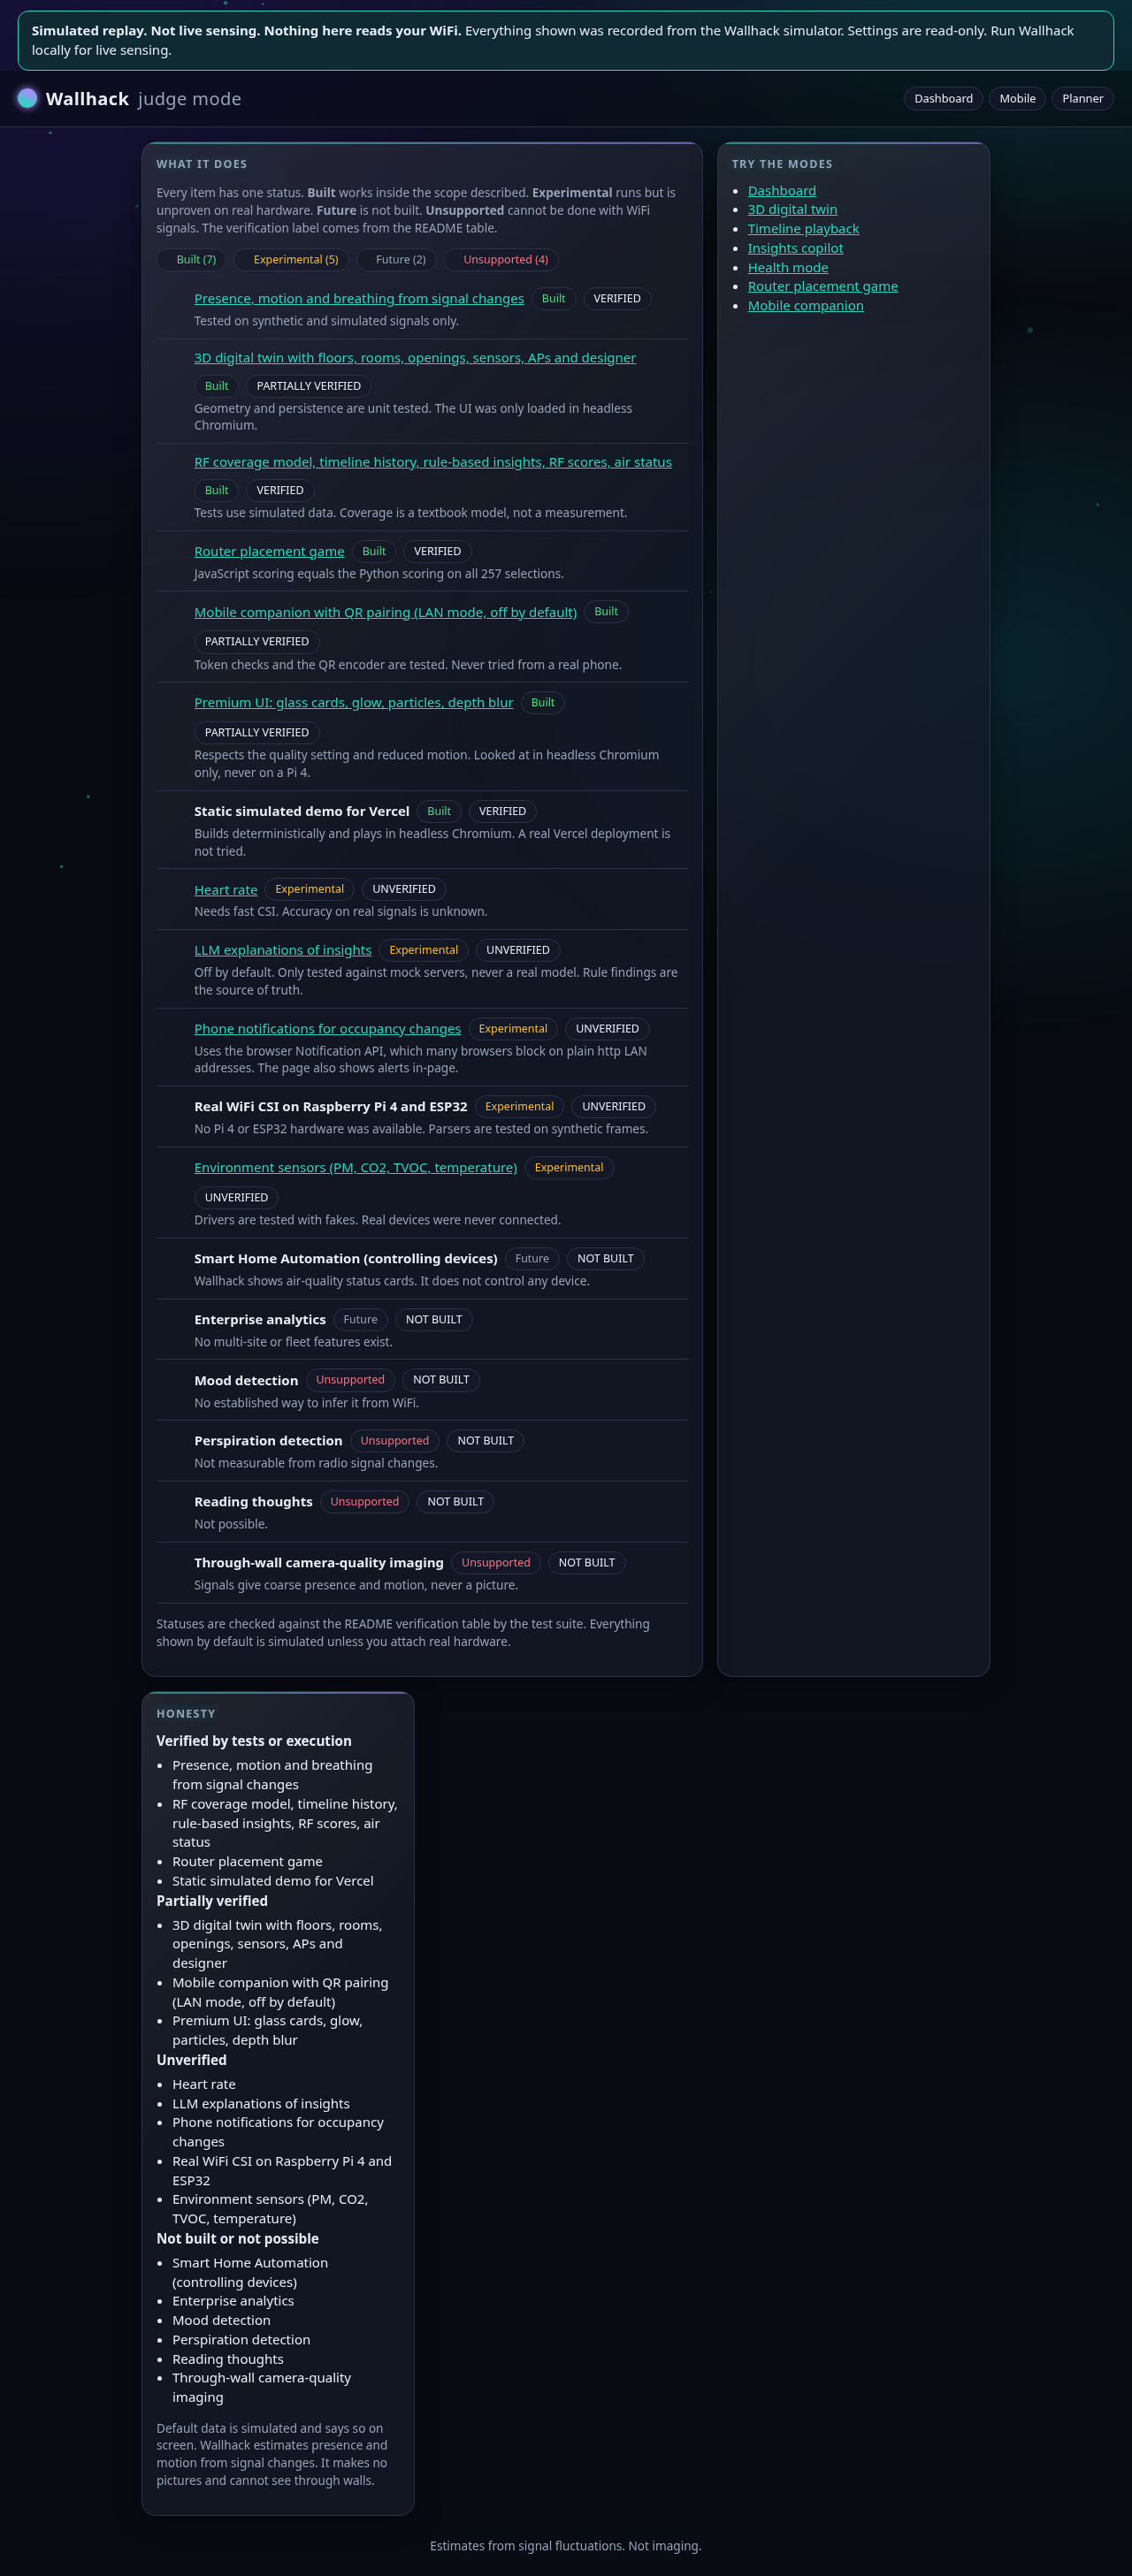 Simulated replay. Not live sensing. Nothing here reads your WiFi. Everything shown was recorded from the Wallhack simulator. Settings are read-only. Run Wallhack
locally for live sensing.
Wallhack judge mode
Dashboard Mobile Planner
WHAT IT DOES
Every item has one status. Built works inside the scope described. Experimental runs but is
unproven on real hardware. Future is not built. Unsupported cannot be done with WiFi
signals. The verification label comes from the README table.
Built (7) Experimental (5) Future (2) Unsupported (4)
Presence, motion and breathing from signal changes Built VERIFIED
Tested on synthetic and simulated signals only.
3D digital twin with floors, rooms, openings, sensors, APs and designer
Built PARTIALLY VERIFIED
Geometry and persistence are unit tested. The UI was only loaded in headless
Chromium.
RF coverage model, timeline history, rule-based insights, RF scores, air status
Built VERIFIED
Tests use simulated data. Coverage is a textbook model, not a measurement.
Router placement game Built VERIFIED
JavaScript scoring equals the Python scoring on all 257 selections.
Mobile companion with QR pairing (LAN mode, off by default) Built
PARTIALLY VERIFIED
Token checks and the QR encoder are tested. Never tried from a real phone.
Premium UI: glass cards, glow, particles, depth blur Built
PARTIALLY VERIFIED
Respects the quality setting and reduced motion. Looked at in headless Chromium
only, never on a Pi 4.
Static simulated demo for Vercel Built VERIFIED
Builds deterministically and plays in headless Chromium. A real Vercel deployment is
not tried.
Heart rate Experimental UNVERIFIED
Needs fast CSI. Accuracy on real signals is unknown.
LLM explanations of insights Experimental UNVERIFIED
Off by default. Only tested against mock servers, never a real model. Rule findings are
the source of truth.
Phone notifications for occupancy changes Experimental UNVERIFIED
Uses the browser Notification API, which many browsers block on plain http LAN
addresses. The page also shows alerts in-page.
Real WiFi CSI on Raspberry Pi 4 and ESP32 Experimental UNVERIFIED
No Pi 4 or ESP32 hardware was available. Parsers are tested on synthetic frames.
Environment sensors (PM, CO2, TVOC, temperature) Experimental
UNVERIFIED
Drivers are tested with fakes. Real devices were never connected.
Smart Home Automation (controlling devices) Future NOT BUILT
Wallhack shows air-quality status cards. It does not control any device.
Enterprise analytics Future NOT BUILT
No multi-site or fleet features exist.
Mood detection Unsupported NOT BUILT
No established way to infer it from WiFi.
Perspiration detection Unsupported NOT BUILT
Not measurable from radio signal changes.
Reading thoughts Unsupported NOT BUILT
Not possible.
Through-wall camera-quality imaging Unsupported NOT BUILT
Signals give coarse presence and motion, never a picture.
Statuses are checked against the README verification table by the test suite. Everything
shown by default is simulated unless you attach real hardware.
TRY THE MODES
Dashboard
3D digital twin
Timeline playback
Insights copilot
Health mode
Router placement game
Mobile companion
HONESTY
Verified by tests or execution
Presence, motion and breathing
from signal changes
RF coverage model, timeline history,
rule-based insights, RF scores, air
status
Router placement game
Static simulated demo for Vercel
Partially verified
3D digital twin with floors, rooms,
openings, sensors, APs and
designer
Mobile companion with QR pairing
(LAN mode, off by default)
Premium UI: glass cards, glow,
particles, depth blur
Unverified
Heart rate
LLM explanations of insights
Phone notifications for occupancy
changes
Real WiFi CSI on Raspberry Pi 4 and
ESP32
Environment sensors (PM, CO2,
TVOC, temperature)
Not built or not possible
Smart Home Automation
(controlling devices)
Enterprise analytics
Mood detection
Perspiration detection
Reading thoughts
Through-wall camera-quality
imaging
Default data is simulated and says so on
screen. Wallhack estimates presence and
motion from signal changes. It makes no
pictures and cannot see through walls.
Estimates from signal fluctuations. Not imaging.